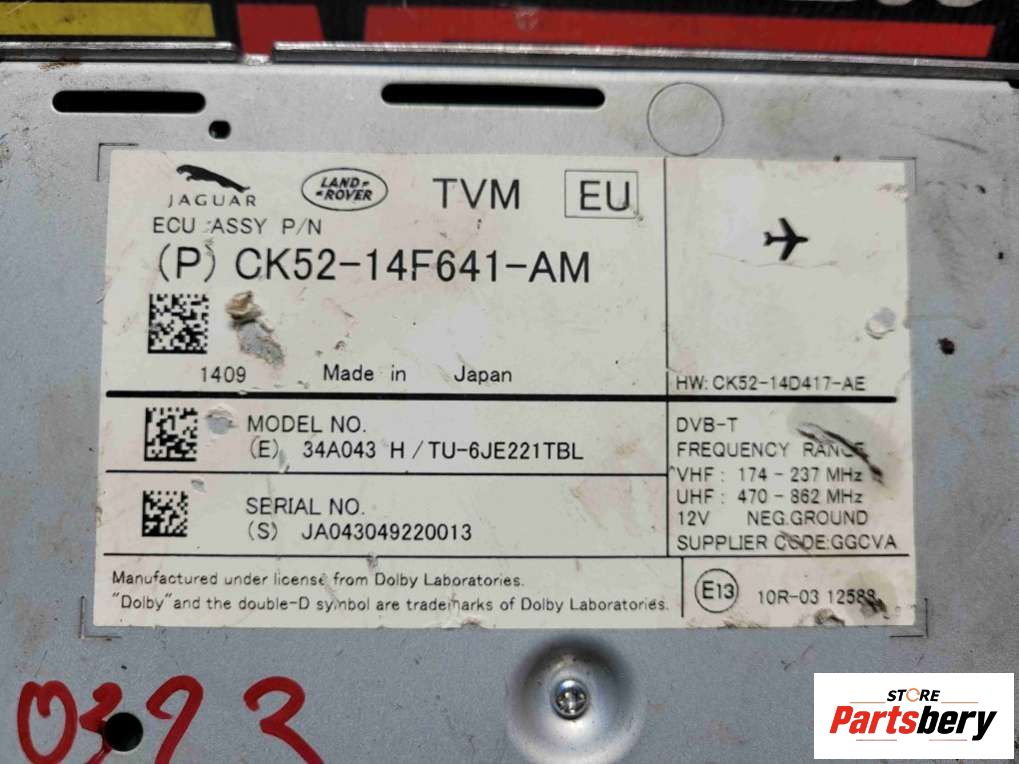 JAGUAR
LAND-
-ROVER
TVM
EU
ECU ASSY P/N
(P) CK52-14F641-AM
1409 Made in Japan
HW: CK52-14D417-AE
MODEL NO.
(E) 34A043 H / TU-6JE221TBL
SERIAL NO.
(S) JA043049220013
DVB-T
FREQUENCY RANGE
VHF : 174 - 237 MHz
UHF : 470 - 862 MHz
12V NEG.GROUND
SUPPLIER CODE:GGCVA
Manufactured under license from Dolby Laboratories.
"Dolby" and the double-D symbol are trademarks of Dolby Laboratories.
E13
10R-03 12588
0393
STORE
Partsbery